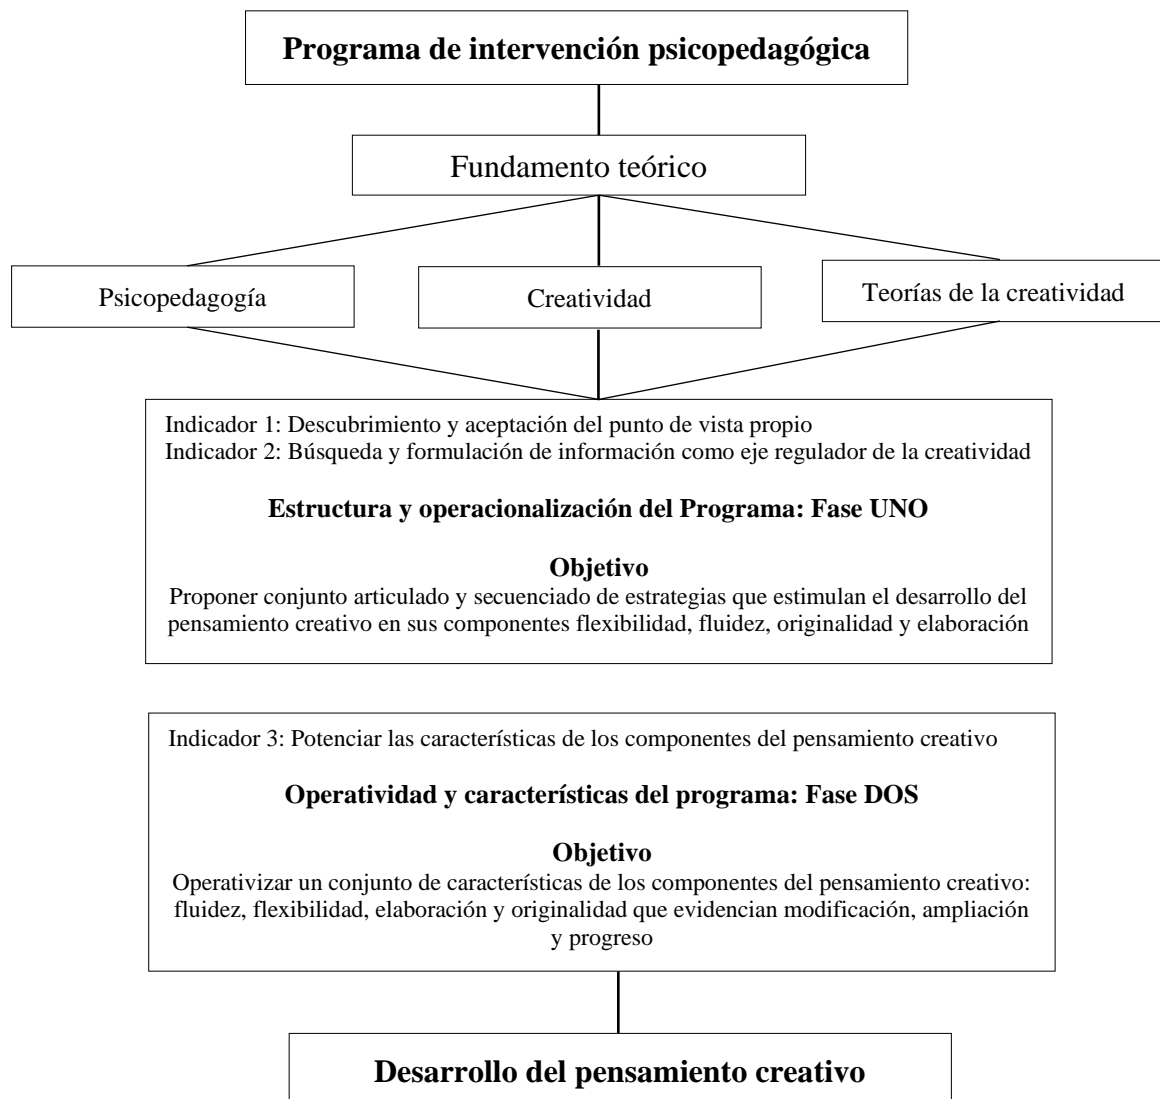 Programa de intervención psicopedagógica
Fundamento teórico
Psicopedagogía
Creatividad
Teorías de la creatividad
Indicador 1: Descubrimiento y aceptación del punto de vista propio
Indicador 2: Búsqueda y formulación de información como eje regulador de la creatividad
Estructura y operacionalización del Programa: Fase UNO
Objetivo
Proponer conjunto articulado y secuenciado de estrategias que estimulan el desarrollo del
pensamiento creativo en sus componentes flexibilidad, fluidez, originalidad y elaboración
Indicador 3: Potenciar las características de los componentes del pensamiento creativo
Operatividad y características del programa: Fase DOS
Objetivo
Operativizar un conjunto de características de los componentes del pensamiento creativo:
fluidez, flexibilidad, elaboración y originalidad que evidencian modificación, ampliación
y progreso
Desarrollo del pensamiento creativo